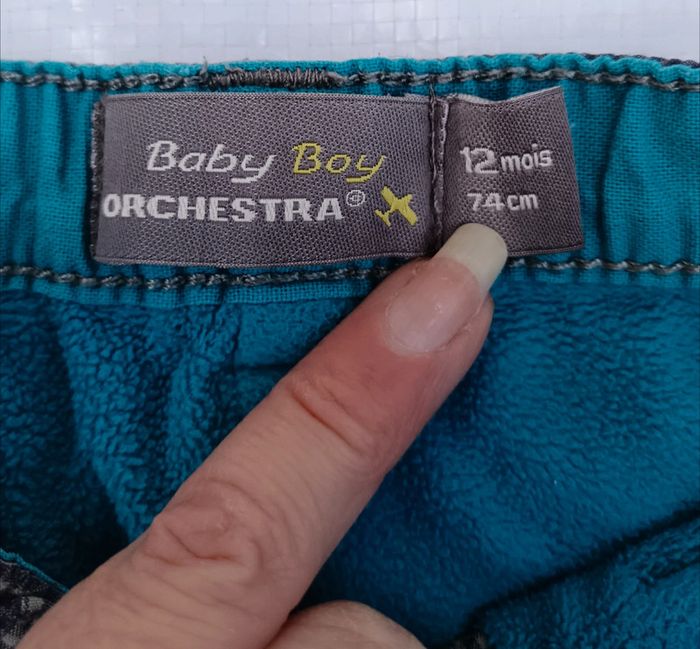 Baby Boy
ORCHESTRA®
12 mois
74 cm